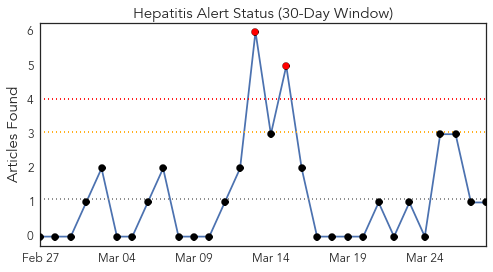 Hepatitis Alert Status (30-Day Window)
Articles Found
6
5
4
3
2
1
0
Feb 27 Mar 04 Mar 09 Mar 14 Mar 19 Mar 24